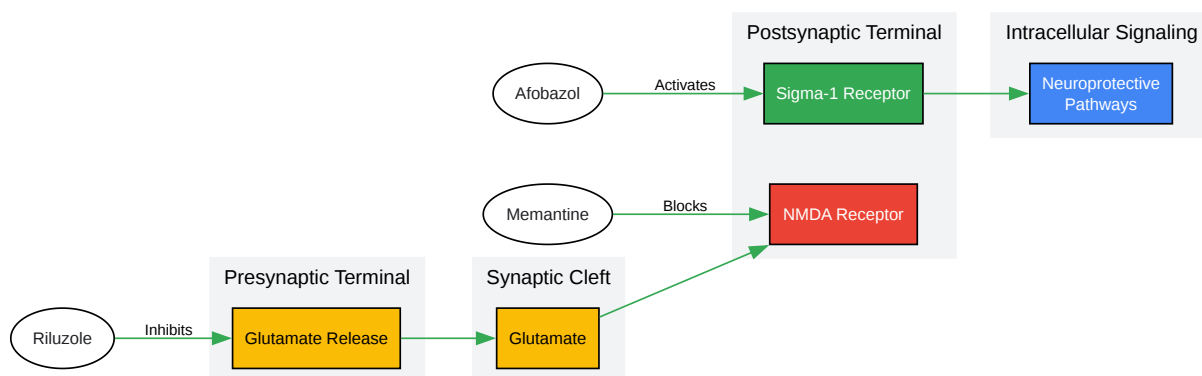 Postsynaptic Terminal
Intracellular Signaling
Afobazol
Activates
Sigma-1 Receptor
Neuroprotective
Pathways
Memantine
Blocks
NMDA Receptor
Presynaptic Terminal
Synaptic Cleft
Riluzole
Inhibits
Glutamate Release
Glutamate